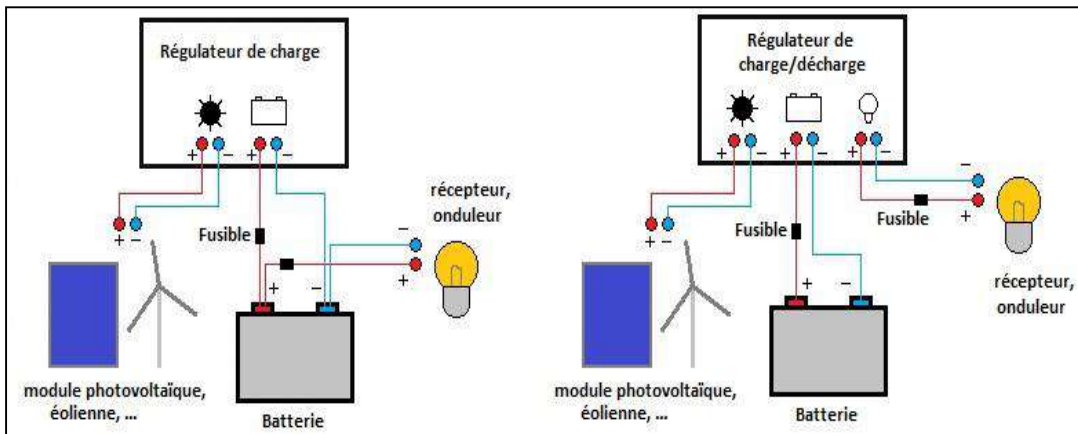 Régulateur de charge
+ − + −
+ −
Fusible
récepteur,
onduleur
−
+
+ −
module photovoltaïque,
éolienne, ...
Batterie
Régulateur de
charge/décharge
+ − + − + −
+ −
Fusible
Fusible
−
+
récepteur,
onduleur
+ −
module photovoltaïque,
éolienne, ...
Batterie